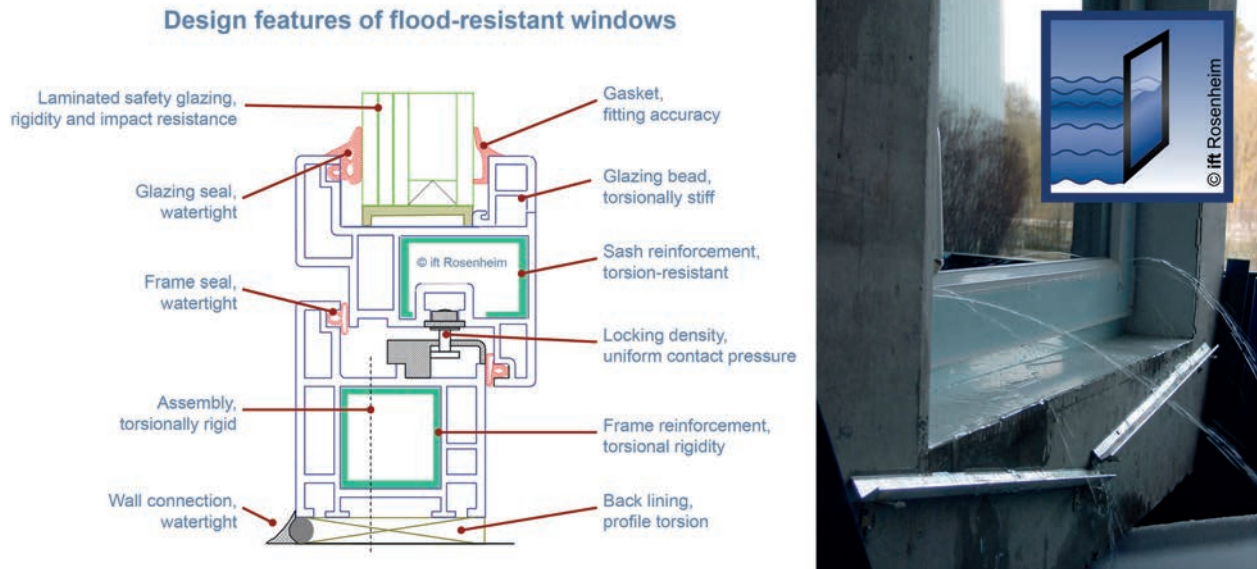 Design features of flood-resistant windows
Laminated safety glazing,
rigidity and impact resistance
Glazing seal,
watertight
Frame seal,
watertight
Assembly,
torsionally rigid
Wall connection,
watertight
Gasket,
fitting accuracy
Glazing bead,
torsionally stiff
© ift Rosenheim
Sash reinforcement,
torsion-resistant
Locking density,
uniform contact pressure
Frame reinforcement,
torsional rigidity
Back lining,
profile torsion
© ift Rosenheim